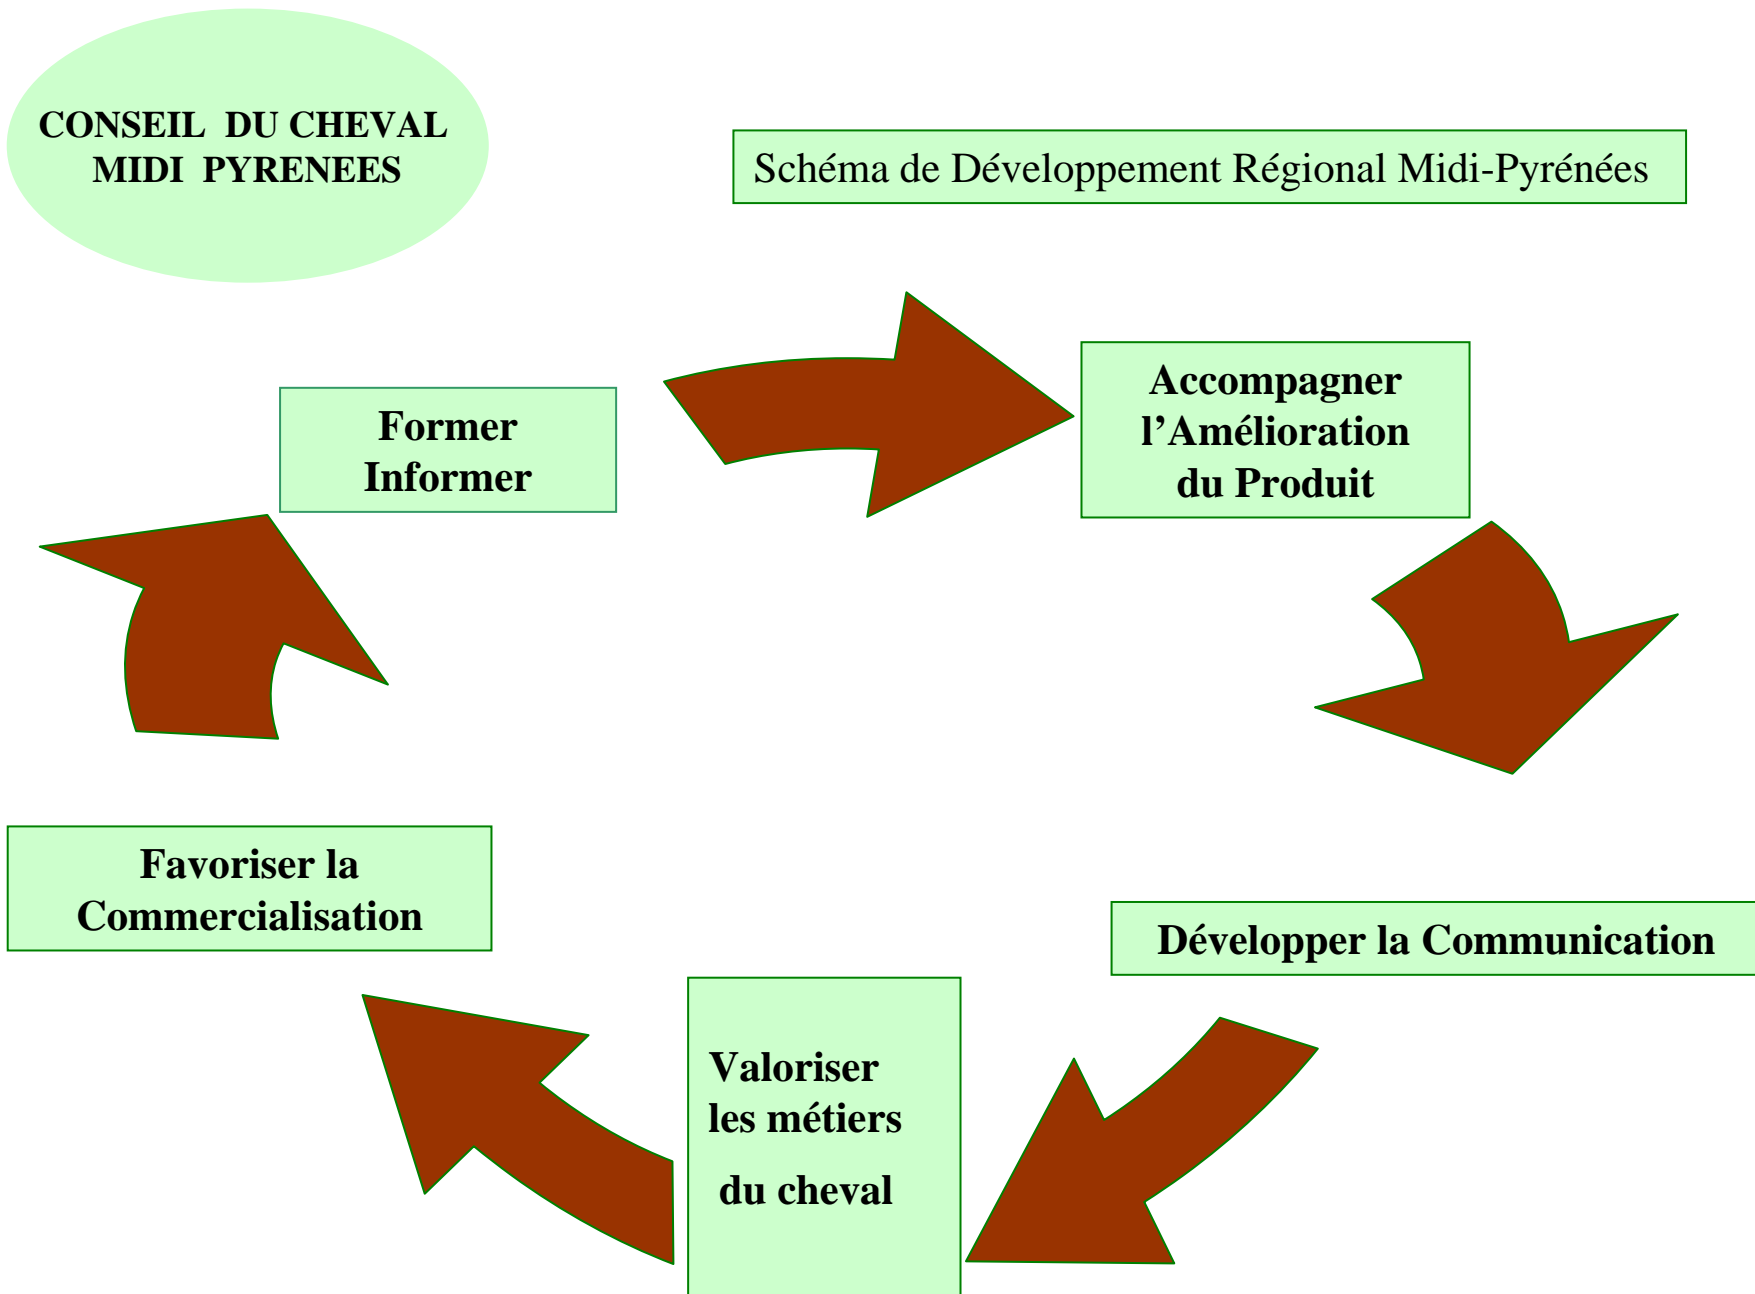 CONSEIL DU CHEVAL
MIDI PYRENEES
Schéma de Développement Régional Midi-Pyrénées
Former
Informer
Accompagner
l’Amélioration
du Produit
Favoriser la
Commercialisation
Développer la Communication
Valoriser
les métiers
du cheval